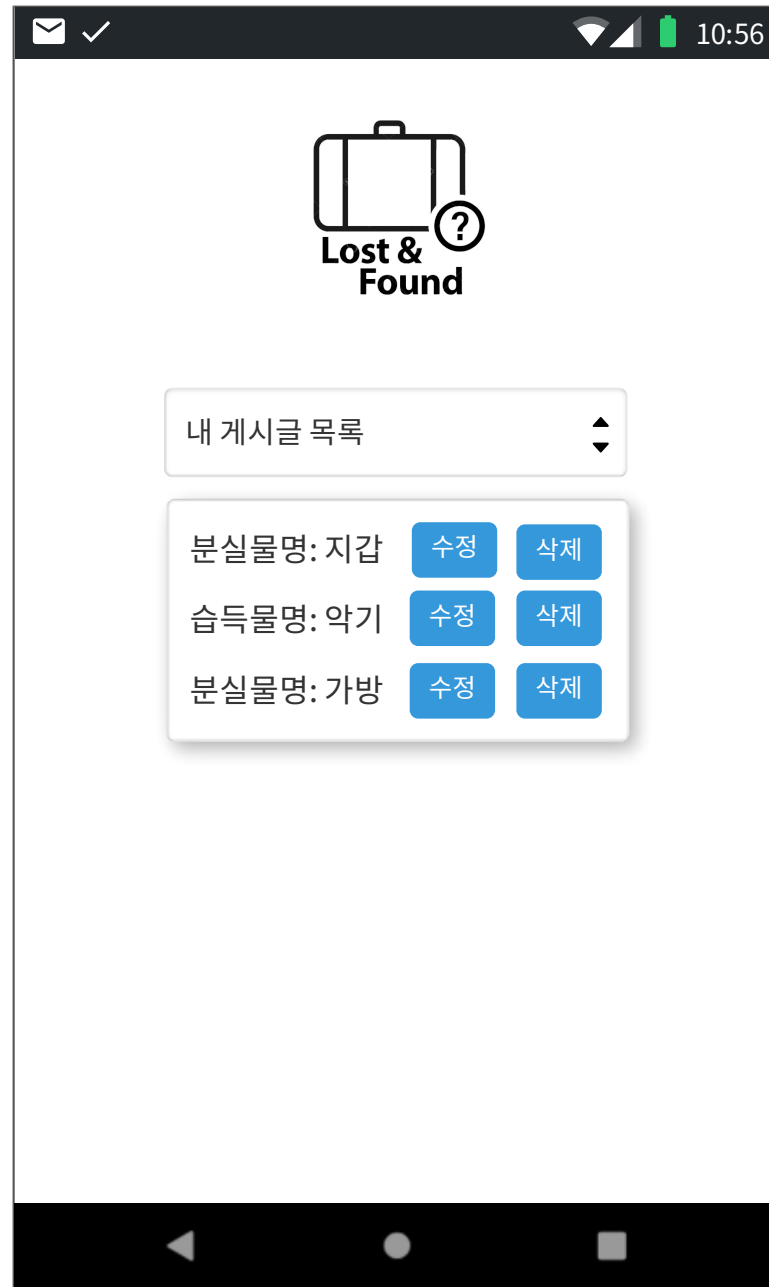 10:56
?
Lost &
Found
내 게시글 목록
분실물명: 지갑 수정 삭제
습득물명: 악기 수정 삭제
분실물명: 가방 수정 삭제